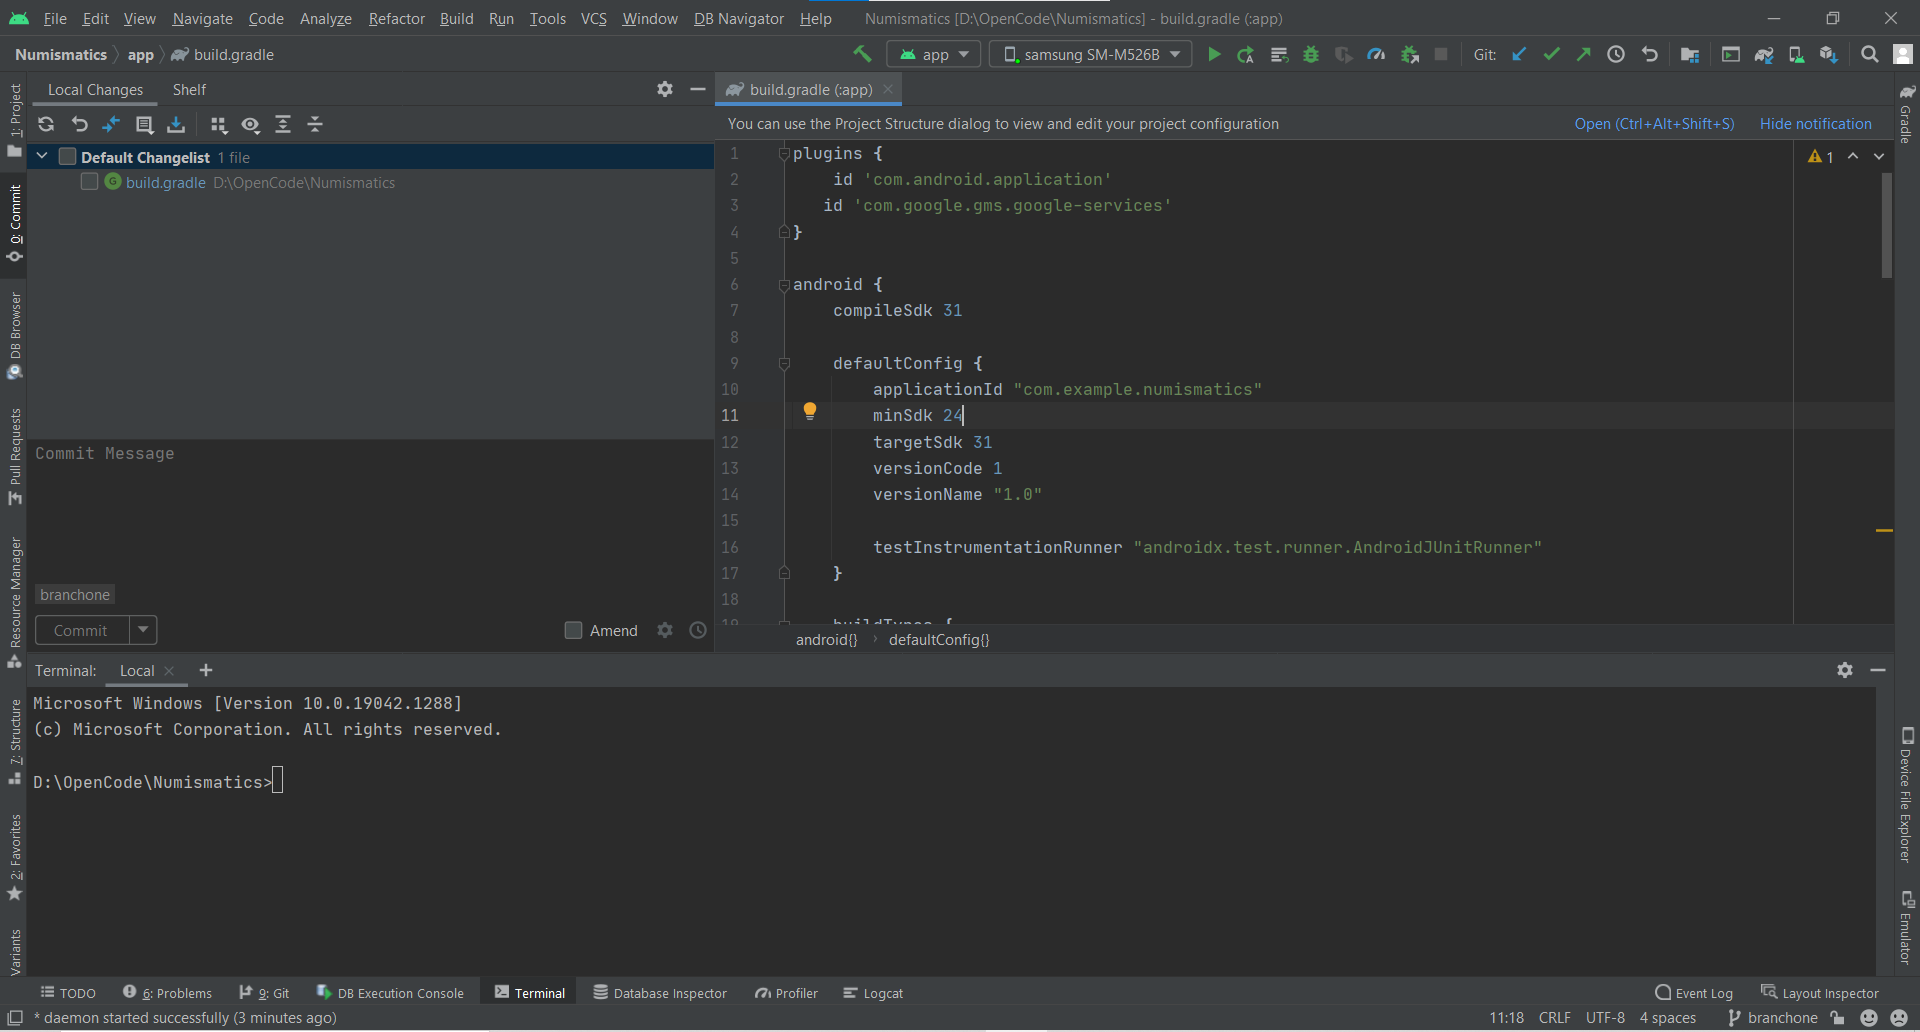 File Edit View Navigate Code Analyze Refactor Build Run Tools VCS Window DB Navigator Help Numismatics [D:\OpenCode\Numismatics] - build.gradle (:app)
Numismatics app build.gradle app samsung SM-M526B Git:
Local Changes Shelf
build.gradle (:app)
You can use the Project Structure dialog to view and edit your project configuration Open (Ctrl+Alt+Shift+S) Hide notification
Default Changelist 1 file
build.gradle D:\OpenCode\Numismatics
1 plugins {
2 id 'com.android.application'
3 id 'com.google.gms.google-services'
4 }
5
6 android {
7 compileSdk 31
8
9 defaultConfig {
10 applicationId "com.example.numismatics"
11 minSdk 24
12 targetSdk 31
13 versionCode 1
14 versionName "1.0"
15
16 testInstrumentationRunner "androidx.test.runner.AndroidJUnitRunner"
17 }
18
19 buildTypes {
1
android{} defaultConfig{}
Commit Message
branchone
Commit Amend
Terminal: Local
Microsoft Windows [Version 10.0.19042.1288]
(c) Microsoft Corporation. All rights reserved.
D:\OpenCode\Numismatics>
1: Project
0: Commit
DB Browser
Pull Requests
Resource Manager
7: Structure
2: Favorites
Variants
Gradle
Device File Explorer
Emulator
TODO 6: Problems 9: Git DB Execution Console Terminal Database Inspector Profiler Logcat Event Log Layout Inspector
* daemon started successfully (3 minutes ago) 11:18 CRLF UTF-8 4 spaces branchone